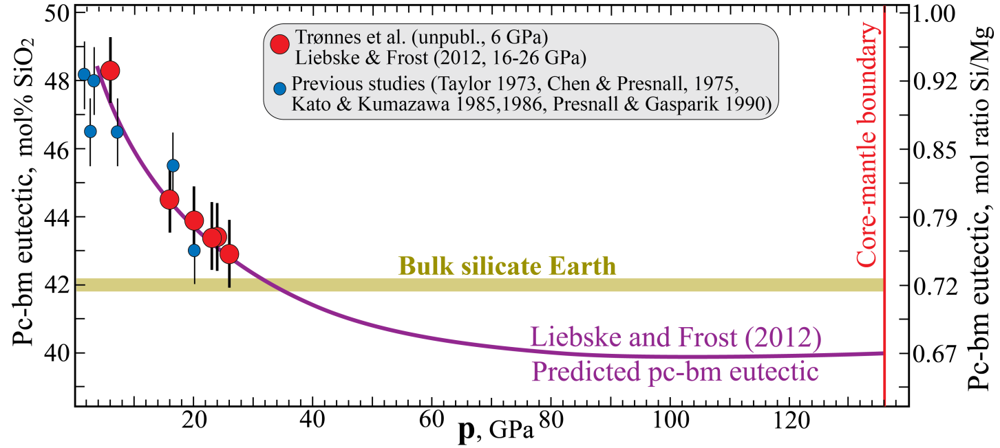 Pc-bm eutectic, mol% SiO₂
50
48
46
44
42
40
Trønnes et al. (unpubl., 6 GPa)
Liebske & Frost (2012, 16-26 GPa)
Previous studies (Taylor 1973, Chen & Presnall, 1975,
Kato & Kumazawa 1985,1986, Presnall & Gasparik 1990)
Bulk silicate Earth
Liebske and Frost (2012)
Predicted pc-bm eutectic
Core-mantle boundary
1.00
0.92
0.85
0.79
0.72
0.67
Pc-bm eutectic, mol ratio Si/Mg
20
40
60
80
100
120
p, GPa